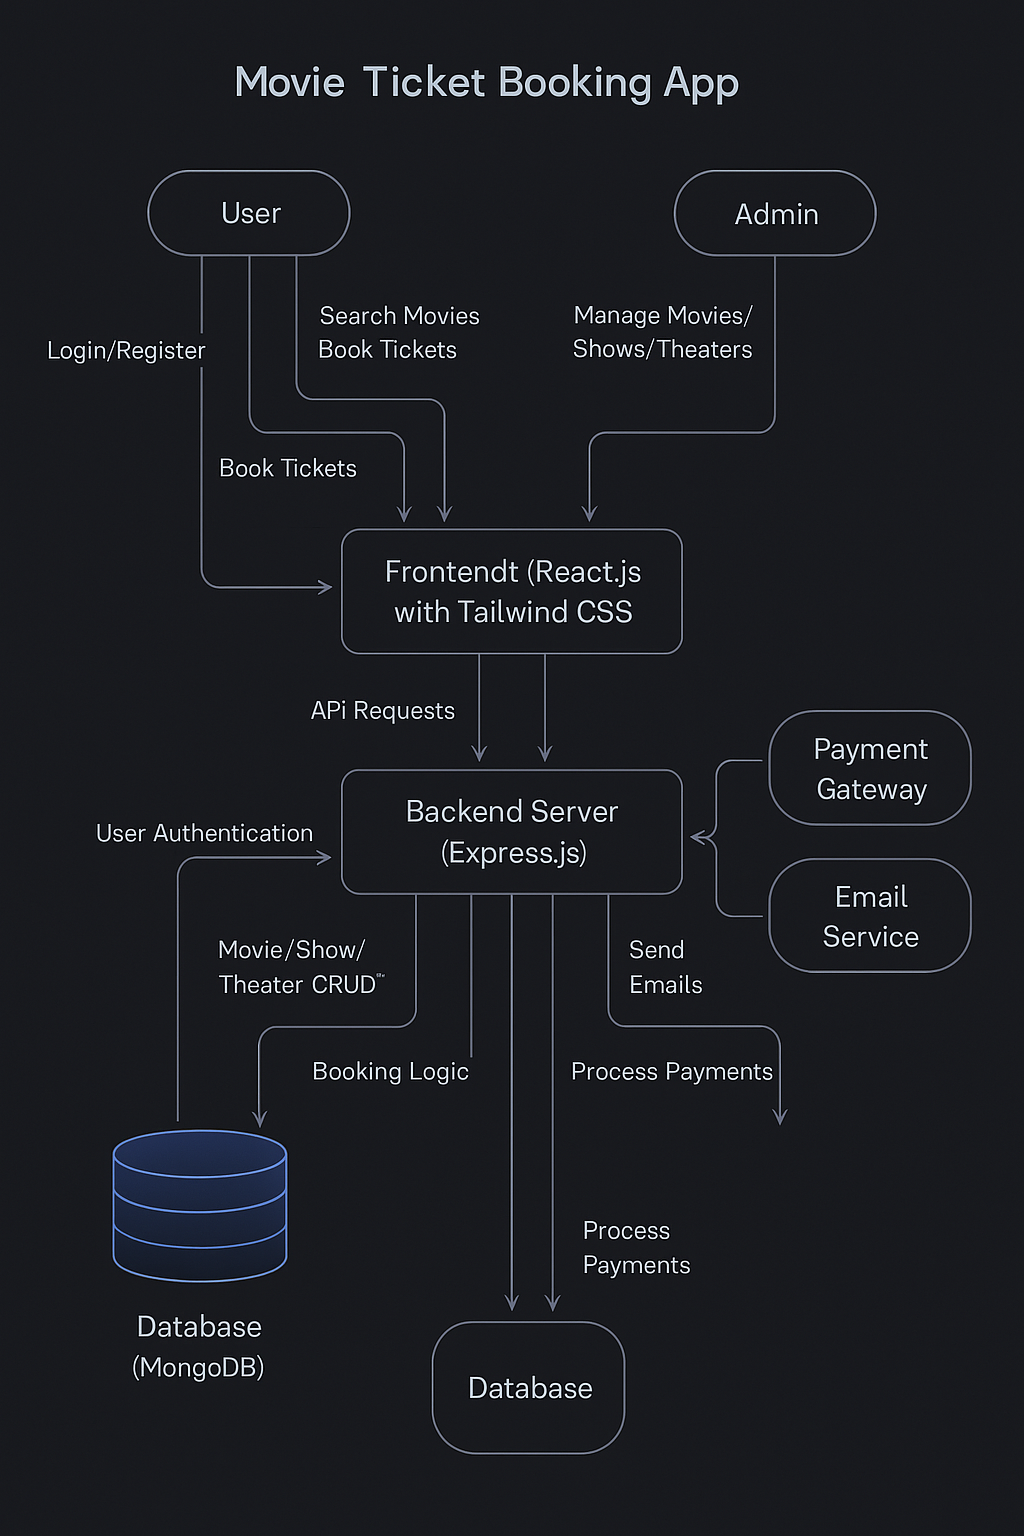 Movie Ticket Booking App
User
Admin
Search Movies
Book Tickets
Manage Movies/
Shows/Theaters
Login/Register
Book Tickets
Frontendt (React.js
with Tailwind CSS
APi Requests
Payment
Gateway
Backend Server
(Express.js)
User Authentication
Email
Service
Movie/Show/
Theater CRUD
Send
Emails
Booking Logic
Process Payments
Process
Payments
Database
(MongoDB)
Database